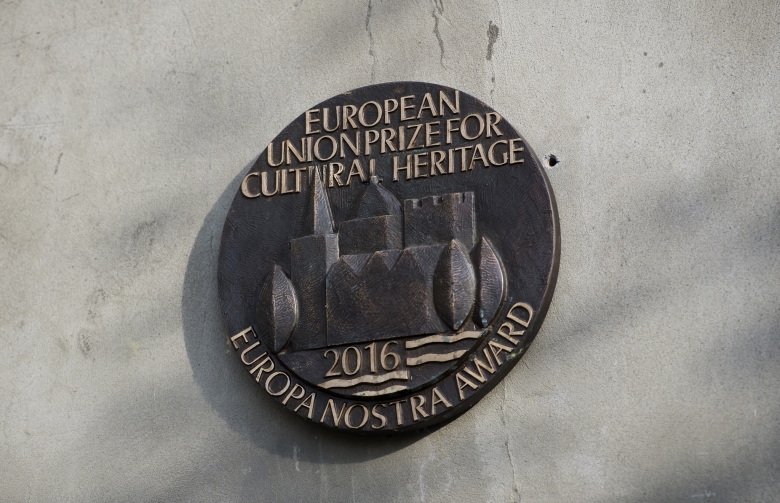 EUROPEAN
UNION PRIZE FOR
CULTURAL HERITAGE
2016
EUROPA NOSTRA AWARD